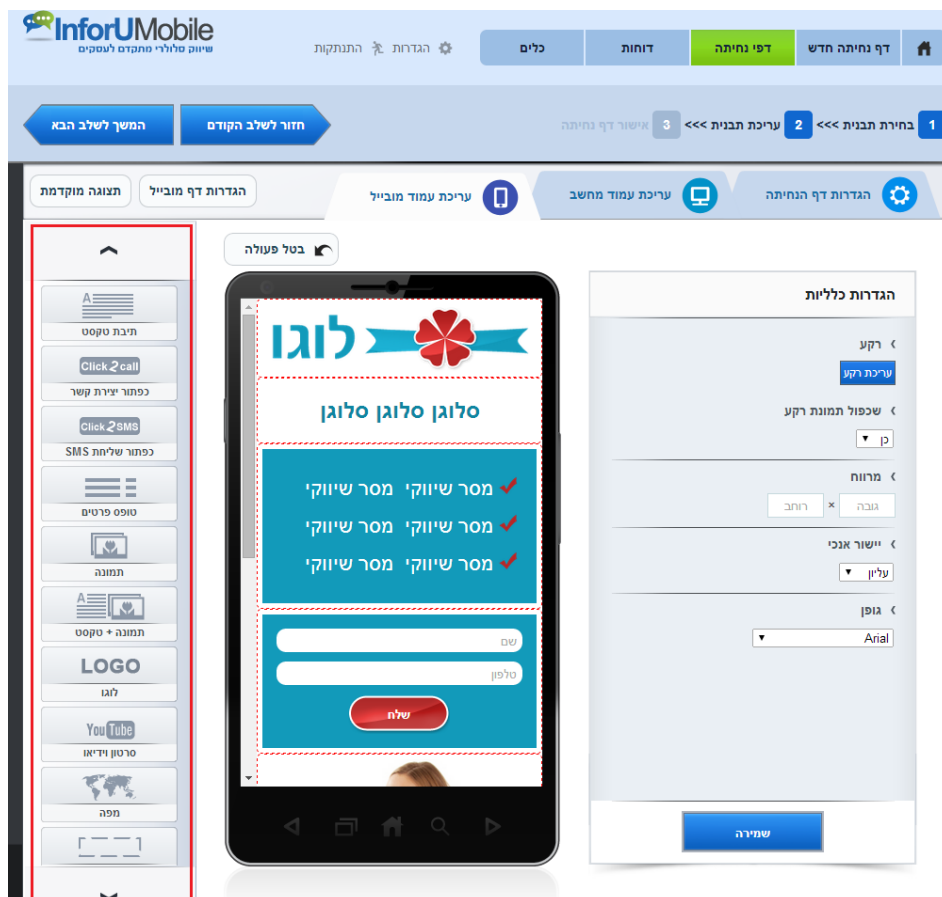 InforUMobile
שיווק סלולרי מתקדם לעסקים
דף נחיתה חדש
דפי נחיתה
דוחות
כלים
הגדרות
התנתקות
1 בחירת תבנית >>> 2 עריכת תבנית >>> 3 אישור דף נחיתה
חזור לשלב הקודם
המשך לשלב הבא
הגדרות דף הנחיתה
עריכת עמוד מחשב
עריכת עמוד מובייל
הגדרות דף מובייל
תצוגה מוקדמת
בטל פעולה
הגדרות כלליות
רקע
עריכת רקע
שכפול תמונת רקע
כן
מרווח
גובה × רוחב
יישור אנכי
עליון
גופן
Arial
שמירה
לוגו
סלוגן סלוגן סלוגן
מסר שיווקי מסר שיווקי
מסר שיווקי מסר שיווקי
מסר שיווקי מסר שיווקי
שם
טלפון
שלח
A
תיבת טקסט
Click2call
כפתור יצירת קשר
Click2SMS
כפתור שליחת SMS
טופס פרטים
תמונה
A
תמונה + טקסט
LOGO
לוגו
YouTube
סרטון וידיאו
מפה